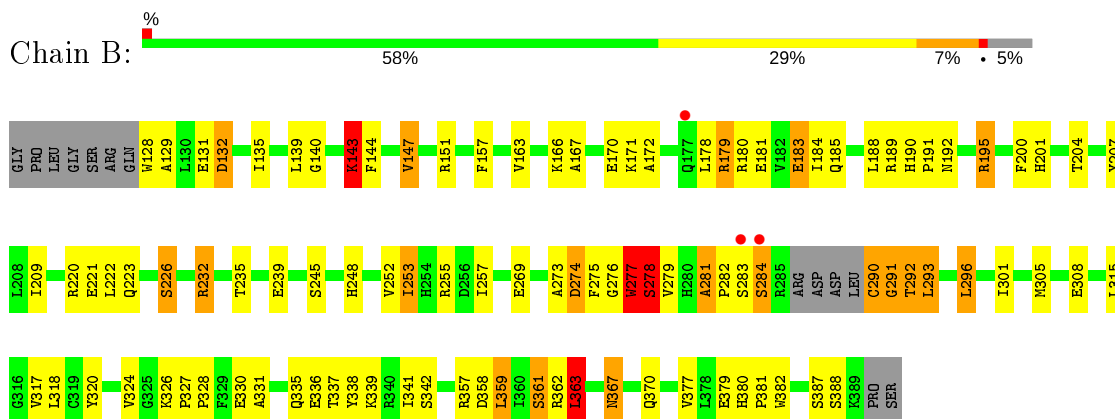 %
Chain B:
58% 29% 7% • 5%
GLY PRO LEU GLY SER ARG GLN W128 A129 L130 E131 D132 I135 L139 G140 K143 F144 V147 R151 F157 V163 K166 A167 E170 K171 A172 Q177 L178 R179 R180 E181 V182 E183 I184 Q185 L188 R189 H190 P191 N192 R195 F200 H201 T204 Y207
L208 I209 R220 E221 L222 Q223 S226 R232 T235 E239 S245 H248 V252 I253 H254 R255 D256 I257 E269 A273 D274 F275 G276 W277 S278 V279 H280 A281 P282 S283 S284 R285 ARG ASP ASP LEU C290 G291 T292 L293 L296 I301 M305 E308 L315
G316 V317 L318 C319 Y320 V324 G325 K326 P327 P328 F329 E330 A331 Q335 E336 T337 Y338 K339 R340 I341 S342 R357 D358 L359 I360 S361 R362 L363 N367 Q370 V377 L378 E379 H380 P381 W382 S387 S388 K389 PRO SER